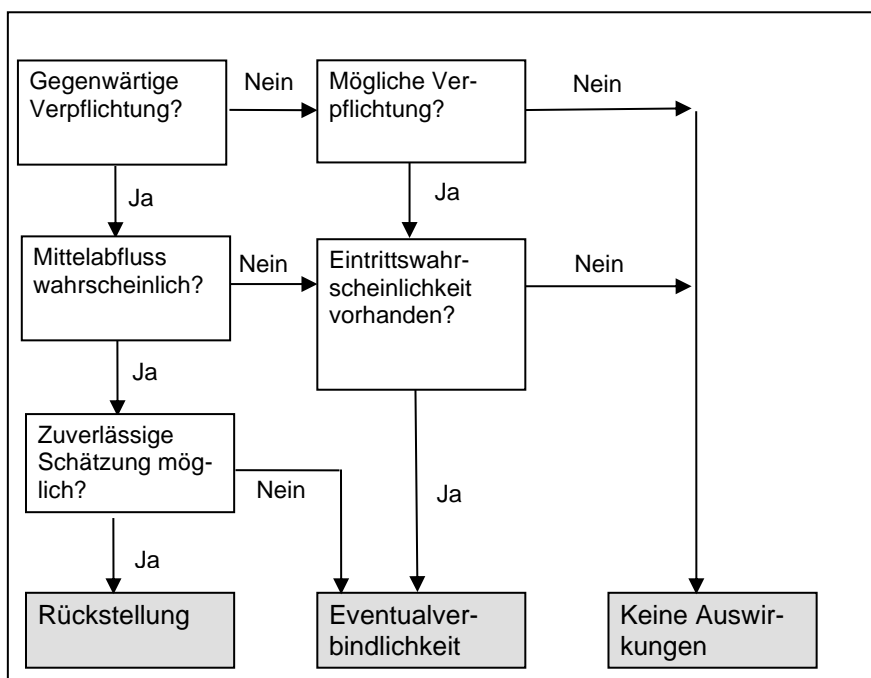 Gegenwärtige
Verpflichtung?
Nein
Mögliche Ver-
pflichtung?
Nein
Ja
Ja
Mittelabfluss
wahrscheinlich?
Nein
Eintrittswahr-
scheinlichkeit
vorhanden?
Nein
Ja
Zuverlässige
Schätzung mög-
lich?
Nein
Ja
Ja
Rückstellung
Eventualver-
bindlichkeit
Keine Auswir-
kungen